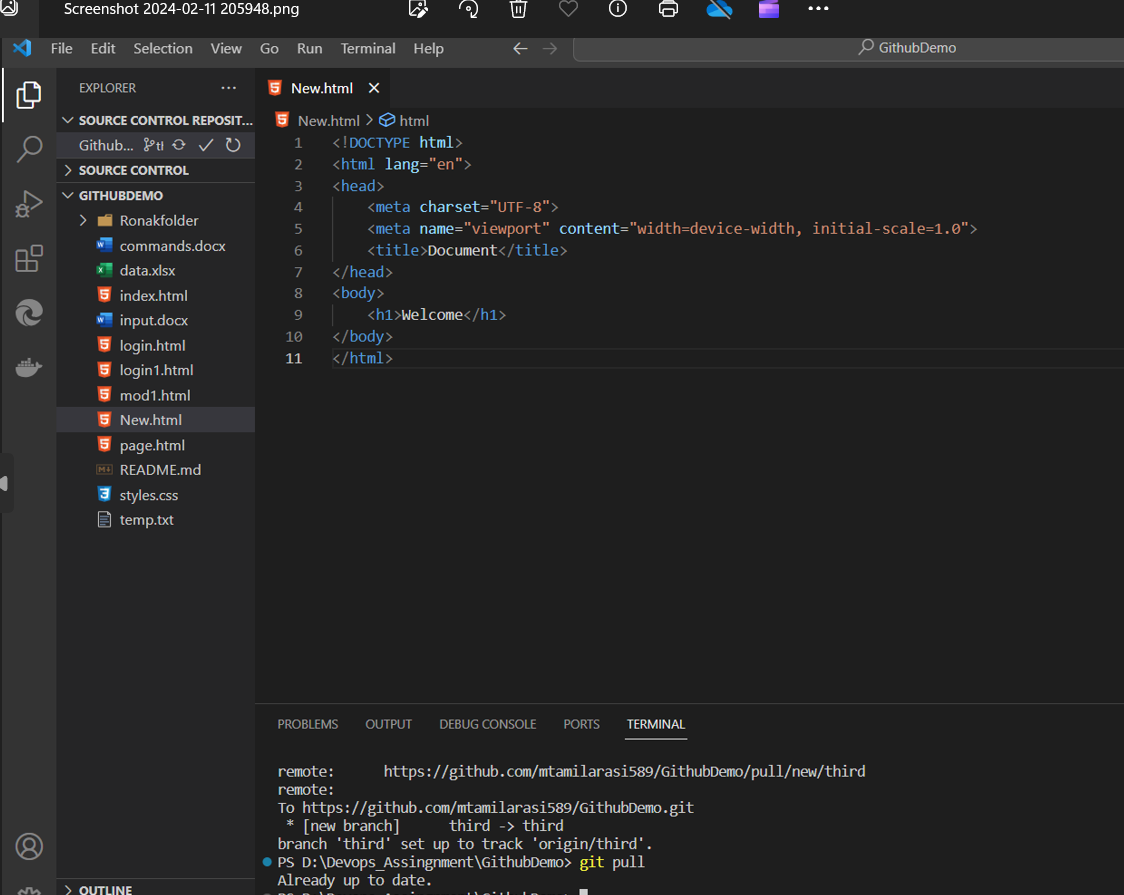 Screenshot 2024-02-11 205948.png
File Edit Selection View Go Run Terminal Help
GithubDemo
EXPLORER
SOURCE CONTROL REPOSIT...
Github...
SOURCE CONTROL
GITHUBDEMO
Ronakfolder
commands.docx
data.xlsx
index.html
input.docx
login.html
login1.html
mod1.html
New.html
page.html
README.md
styles.css
temp.txt
OUTLINE
New.html
New.html > html
1 <!DOCTYPE html>
2 <html lang="en">
3 <head>
4 <meta charset="UTF-8">
5 <meta name="viewport" content="width=device-width, initial-scale=1.0">
6 <title>Document</title>
7 </head>
8 <body>
9 <h1>Welcome</h1>
10 </body>
11 </html>
PROBLEMS OUTPUT DEBUG CONSOLE PORTS TERMINAL
remote: https://github.com/mtamilarasi589/GithubDemo/pull/new/third
remote:
To https://github.com/mtamilarasi589/GithubDemo.git
* [new branch] third -> third
branch 'third' set up to track 'origin/third'.
PS D:\Devops_Assingnment\GithubDemo> git pull
Already up to date.